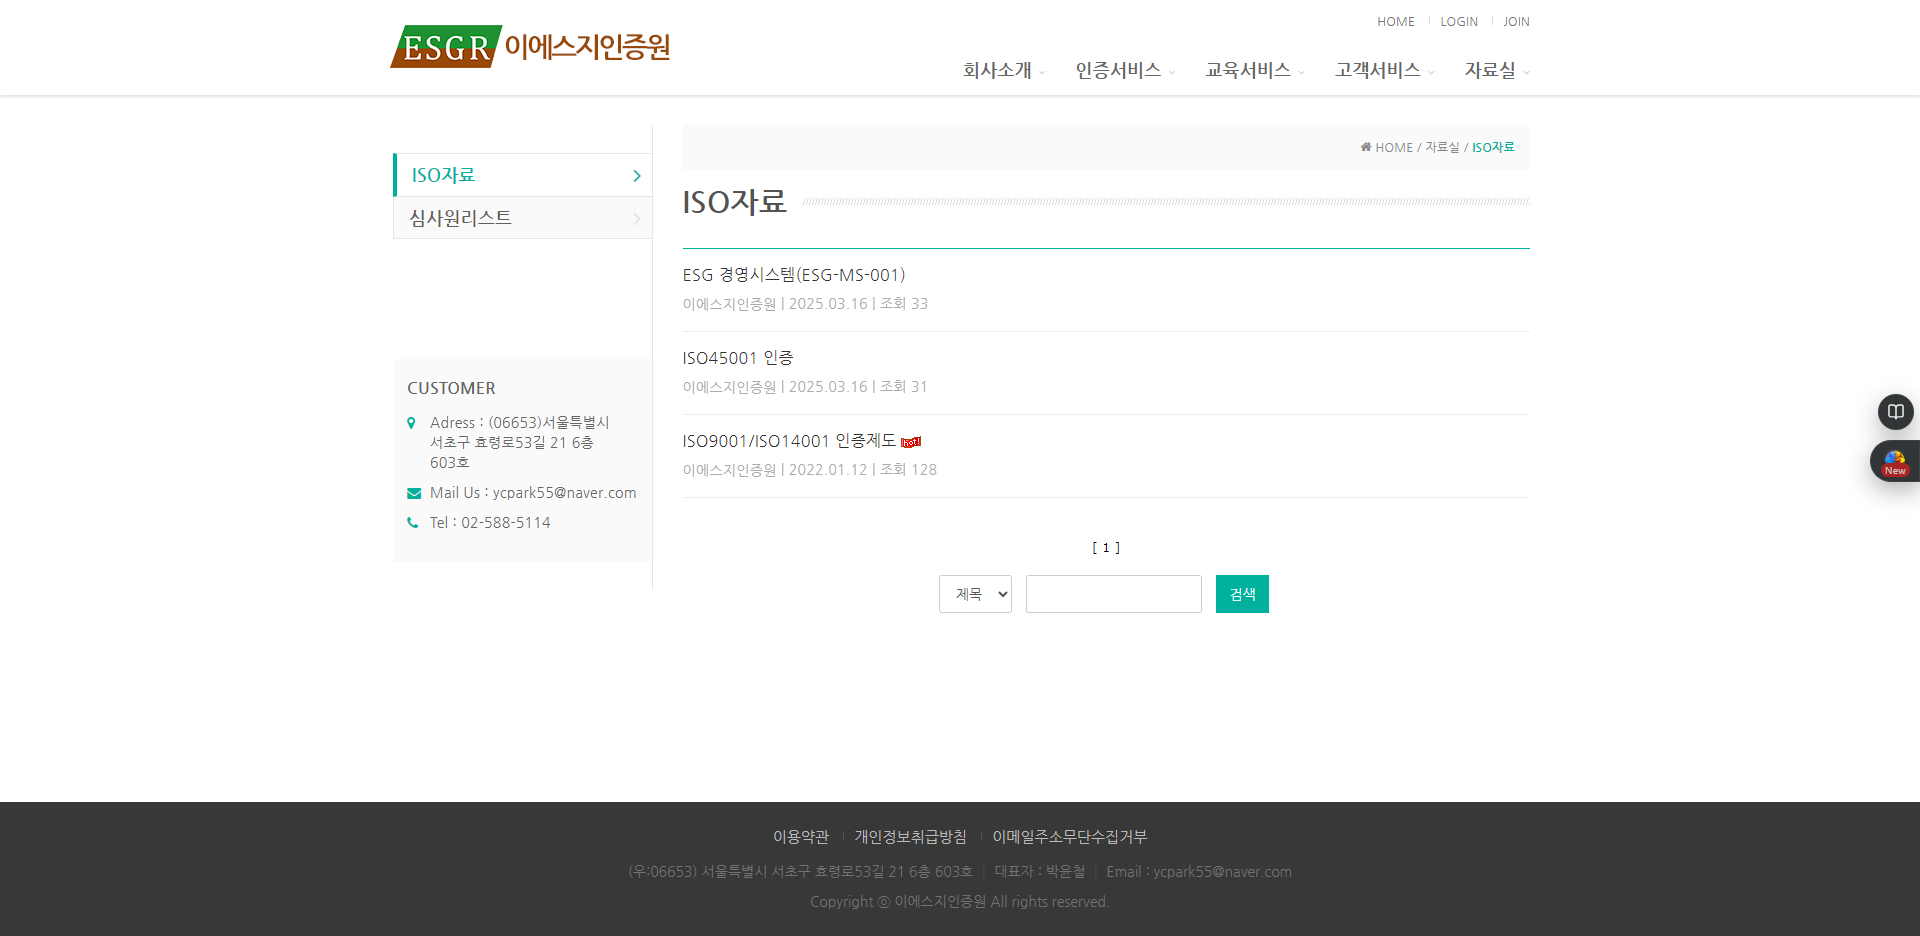 HOME
LOGIN
JOIN
ESGR 이에스지인증원
회사소개
인증서비스
교육서비스
고객서비스
자료실
HOME / 자료실 / ISO자료
ISO자료
심사원리스트
CUSTOMER
Adress : (06653)서울특별시
서초구 효령로53길 21 6층
603호
Mail Us : ycpark55@naver.com
Tel : 02-588-5114
ISO자료
ESG 경영시스템(ESG-MS-001)
이에스지인증원 | 2025.03.16 | 조회 33
ISO45001 인증
이에스지인증원 | 2025.03.16 | 조회 31
ISO9001/ISO14001 인증제도 hot!
이에스지인증원 | 2022.01.12 | 조회 128
[ 1 ]
제목
검색
New
이용약관
개인정보취급방침
이메일주소무단수집거부
(우:06653) 서울특별시 서초구 효령로53길 21 6층 603호 | 대표자 : 박윤철 | Email : ycpark55@naver.com
Copyright ⓒ 이에스지인증원 All rights reserved.